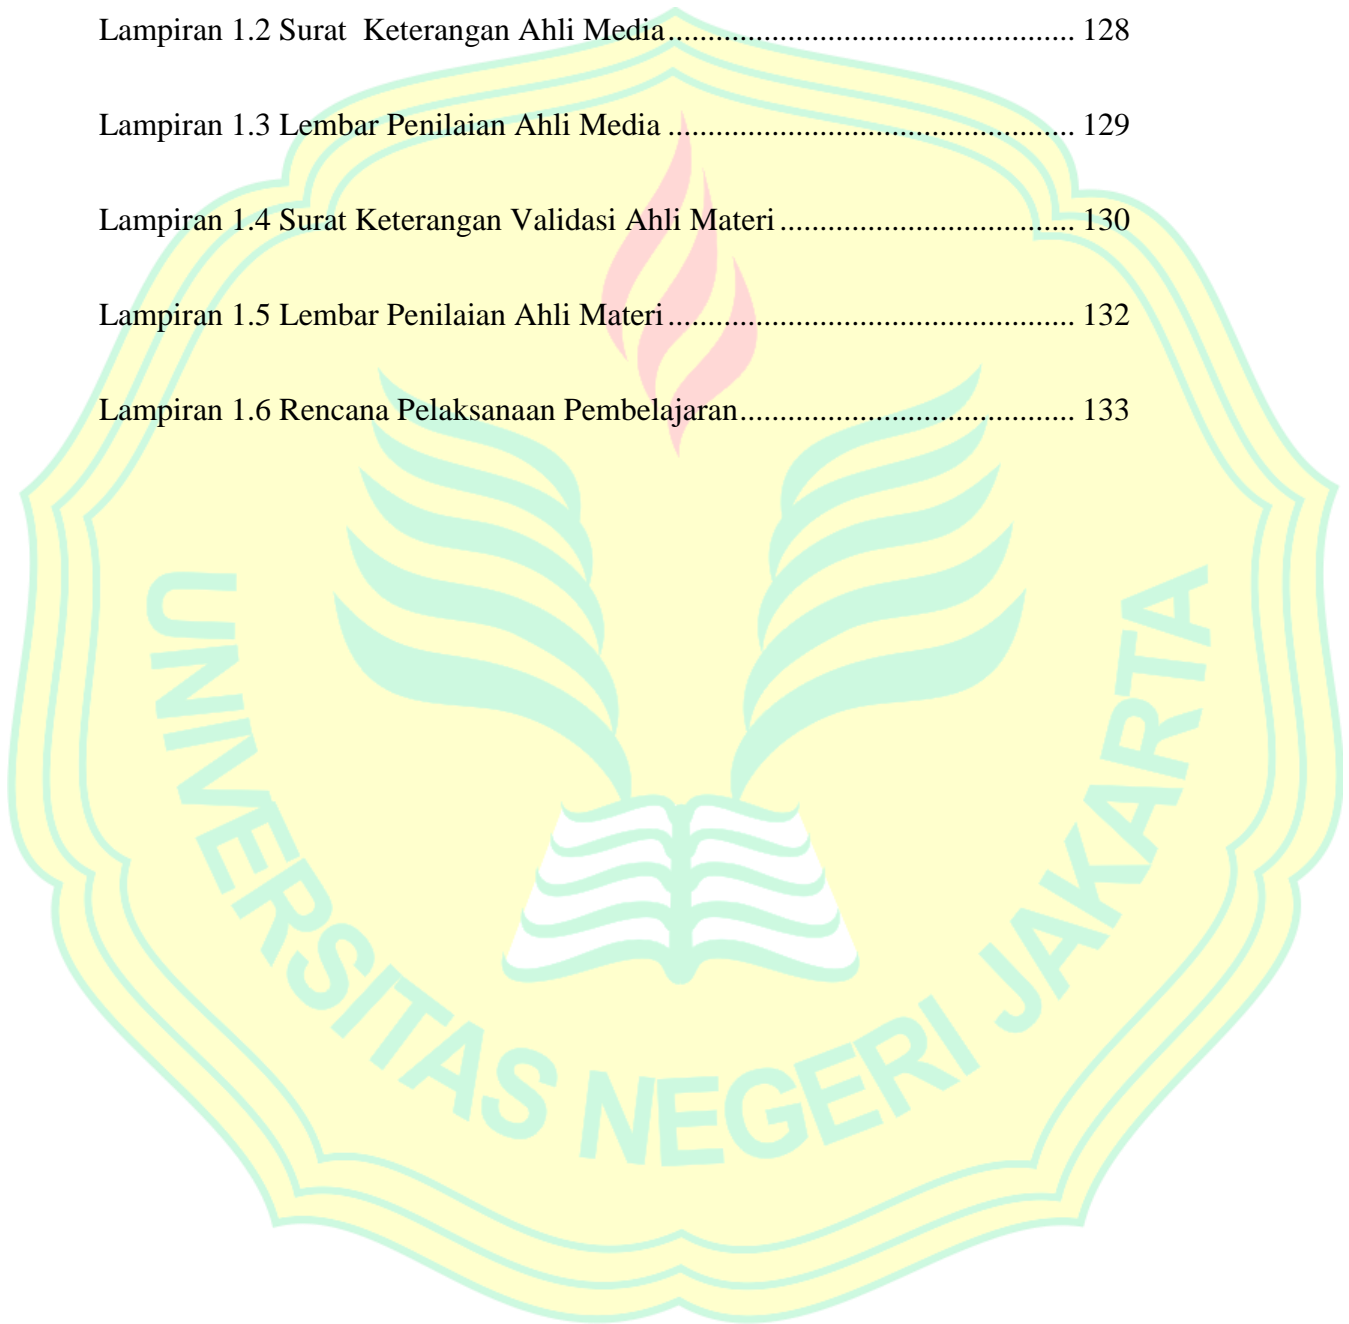 Lampiran 1.2 Surat  Keterangan Ahli Media................................................... 128
Lampiran 1.3 Lembar Penilaian Ahli Media ................................................... 129
Lampiran 1.4 Surat Keterangan Validasi Ahli Materi ..................................... 130
Lampiran 1.5 Lembar Penilaian Ahli Materi ................................................... 132
Lampiran 1.6 Rencana Pelaksanaan Pembelajaran.......................................... 133
UNIVERSITAS NEGERI JAKARTA